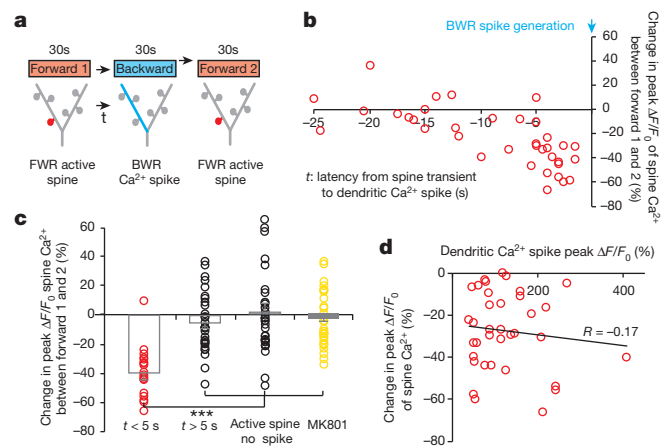 a
30s 30s 30s
Forward 1 Backward Forward 2
t
FWR active spine
BWR Ca²⁺ spike
FWR active spine
b
BWR spike generation
60
40
20
0
−20
−40
−60
−80
−25 −20 −15 −10 −5
Change in peak ΔF/F₀ of spine Ca²⁺ between forward 1 and 2 (%)
t: latency from spine transient
to dendritic Ca²⁺ spike (s)
c
Change in peak ΔF/F₀ spine Ca²⁺
between forward 1 and 2 (%)
60
40
20
0
−20
−40
−60
−80
***
t < 5 s t > 5 s Active spine no spike MK801
d
Dendritic Ca²⁺ spike peak ΔF/F₀ (%)
0 200 400
−20
−40
−60
−80
Change in peak ΔF/F₀
of spine Ca²⁺ (%)
R = −0.17